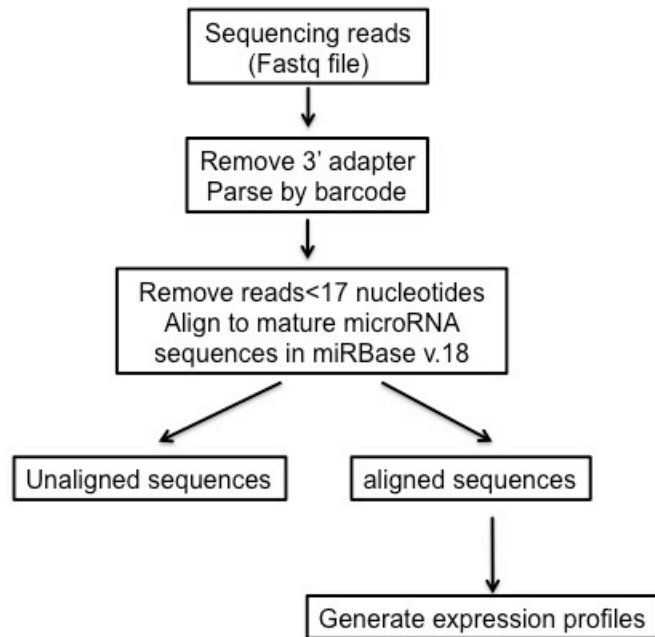 Sequencing reads
(Fastq file)
Remove 3’ adapter
Parse by barcode
Remove reads<17 nucleotides
Align to mature microRNA
sequences in miRBase v.18
Unaligned sequences
aligned sequences
Generate expression profiles